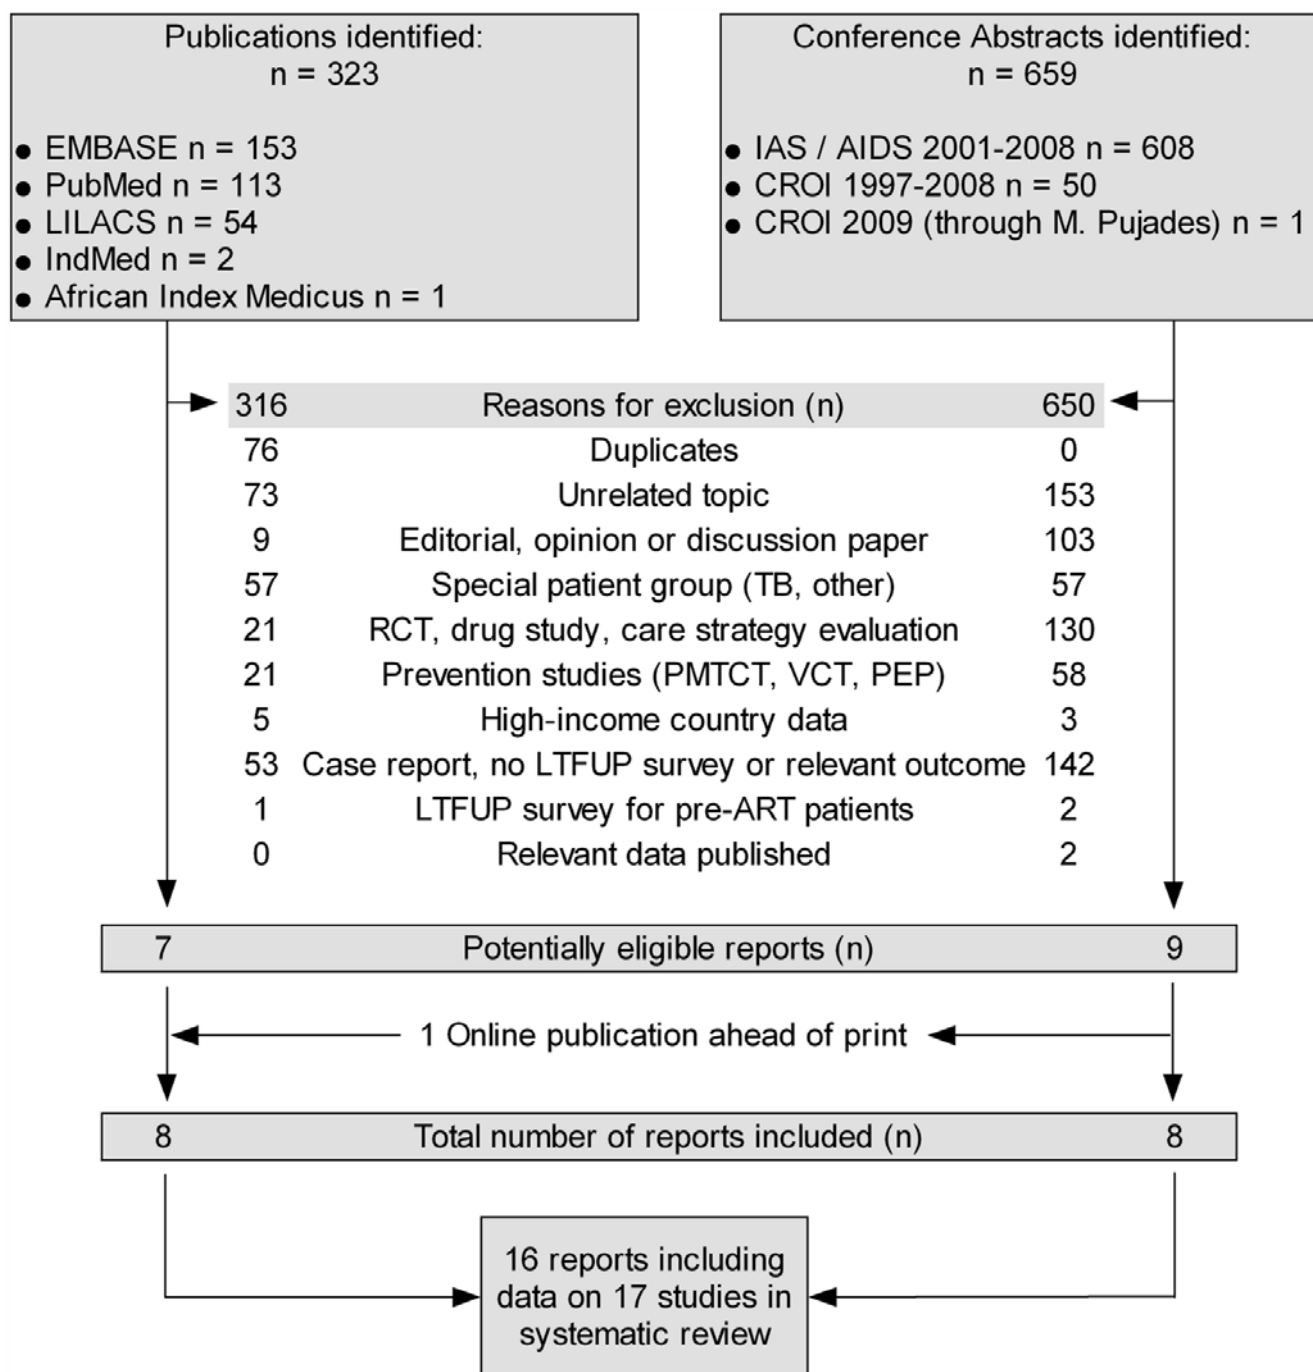 Publications identified:
n = 323
● EMBASE n = 153
● PubMed n = 113
● LILACS n = 54
● IndMed n = 2
● African Index Medicus n = 1
Conference Abstracts identified:
n = 659
● IAS / AIDS 2001-2008 n = 608
● CROI 1997-2008 n = 50
● CROI 2009 (through M. Pujades) n = 1
316 Reasons for exclusion (n) 650
76 Duplicates 0
73 Unrelated topic 153
9 Editorial, opinion or discussion paper 103
57 Special patient group (TB, other) 57
21 RCT, drug study, care strategy evaluation 130
21 Prevention studies (PMTCT, VCT, PEP) 58
5 High-income country data 3
53 Case report, no LTFUP survey or relevant outcome 142
1 LTFUP survey for pre-ART patients 2
0 Relevant data published 2
7 Potentially eligible reports (n) 9
1 Online publication ahead of print
8 Total number of reports included (n) 8
16 reports including
data on 17 studies in
systematic review